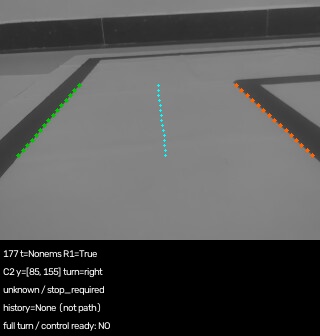 177 t=Nonems R1=True
C2 y=[85, 155] turn=right
unknown / stop_required
history=None (not path)
full turn / control ready: NO